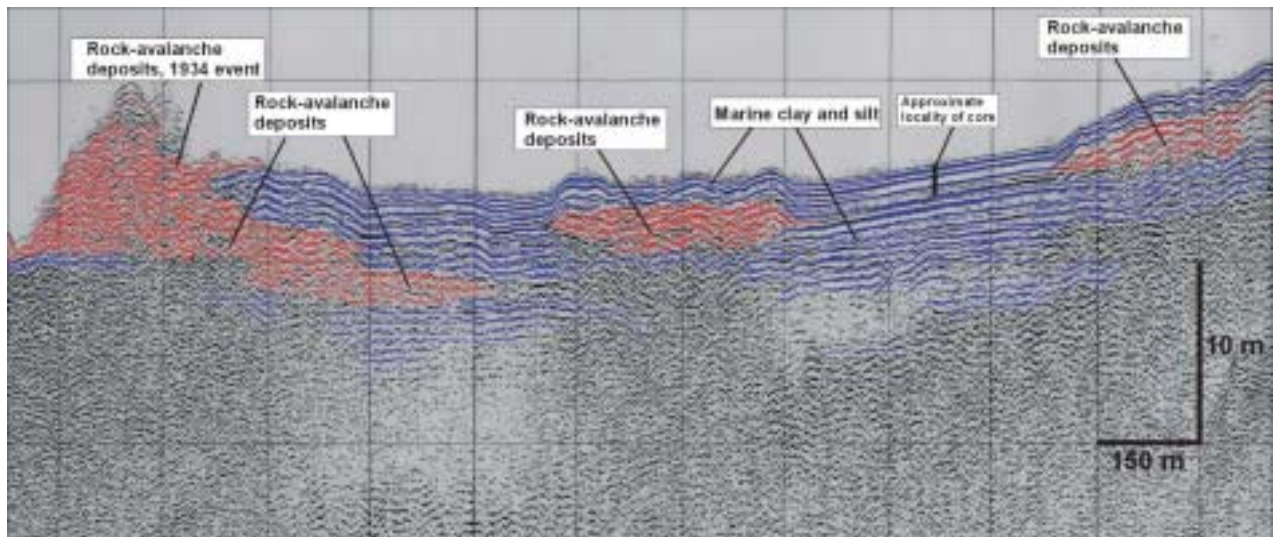 Rock-avalanche
deposits, 1934 event
Rock-avalanche
deposits
Rock-avalanche
deposits
Marine clay and silt
Approximate
locality of core
Rock-avalanche
deposits
10 m
150 m